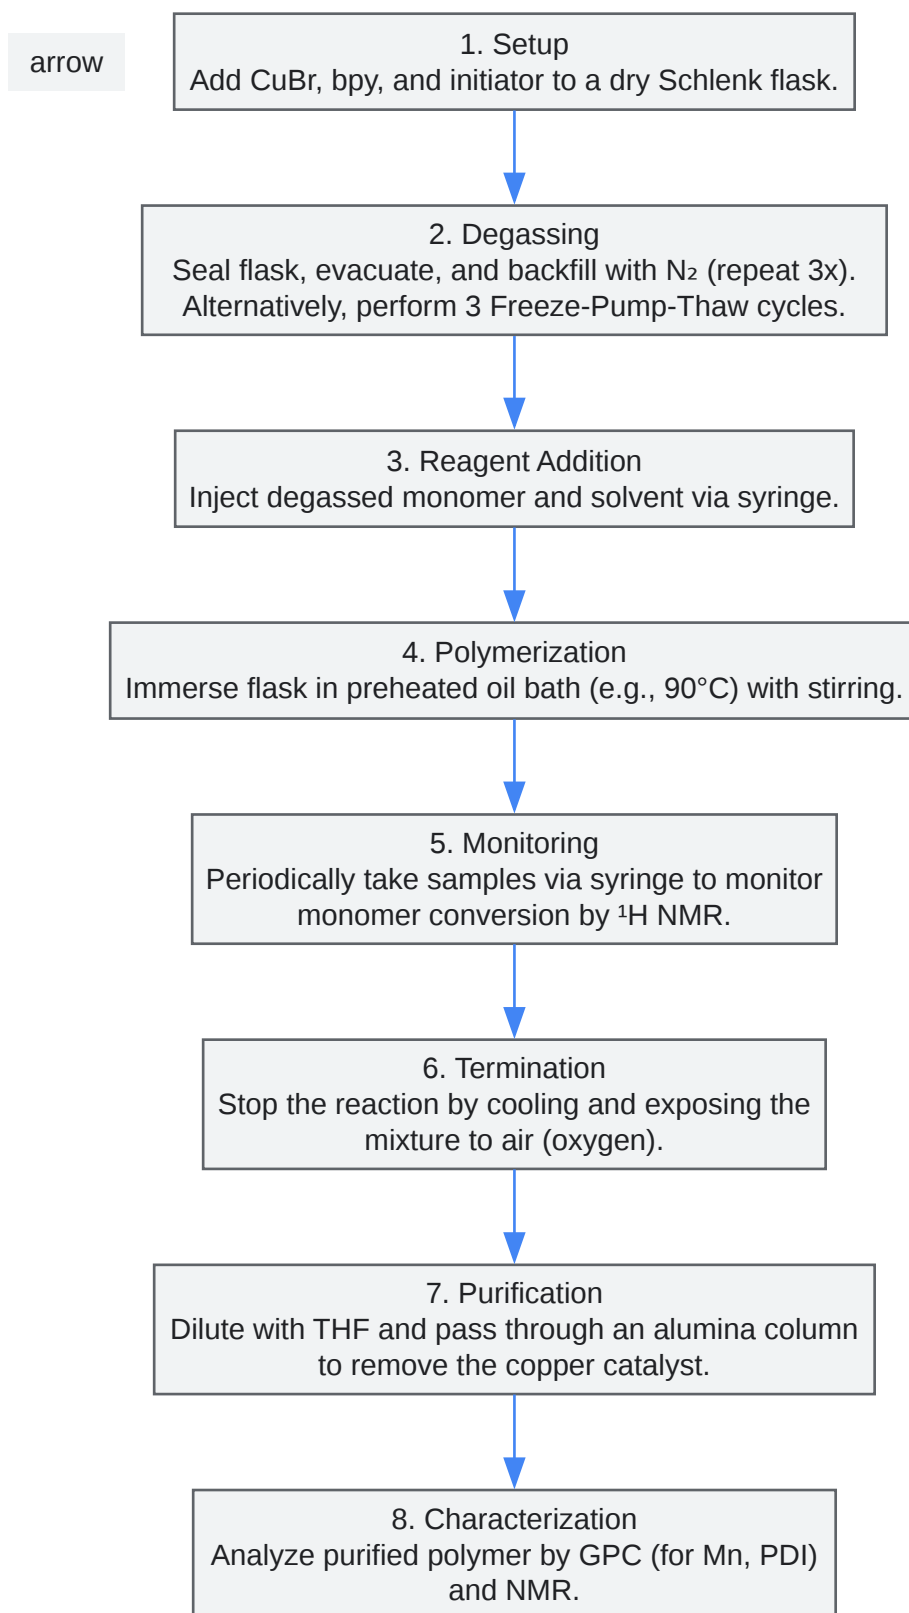 arrow
1. Setup
Add CuBr, bpy, and initiator to a dry Schlenk flask.
2. Degassing
Seal flask, evacuate, and backfill with N₂ (repeat 3x).
Alternatively, perform 3 Freeze-Pump-Thaw cycles.
3. Reagent Addition
Inject degassed monomer and solvent via syringe.
4. Polymerization
Immerse flask in preheated oil bath (e.g., 90°C) with stirring.
5. Monitoring
Periodically take samples via syringe to monitor
monomer conversion by ¹H NMR.
6. Termination
Stop the reaction by cooling and exposing the
mixture to air (oxygen).
7. Purification
Dilute with THF and pass through an alumina column
to remove the copper catalyst.
8. Characterization
Analyze purified polymer by GPC (for Mn, PDI)
and NMR.